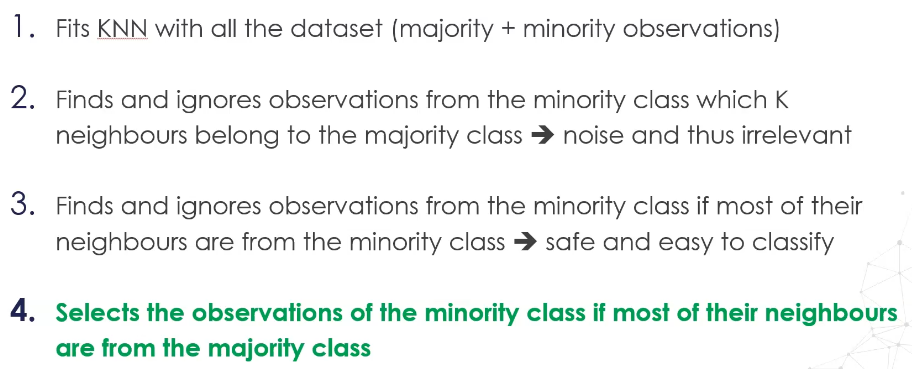 1. Fits KNN with all the dataset (majority + minority observations)
2. Finds and ignores observations from the minority class which K
neighbours belong to the majority class ➔ noise and thus irrelevant
3. Finds and ignores observations from the minority class if most of their
neighbours are from the minority class ➔ safe and easy to classify
4. Selects the observations of the minority class if most of their neighbours
are from the majority class